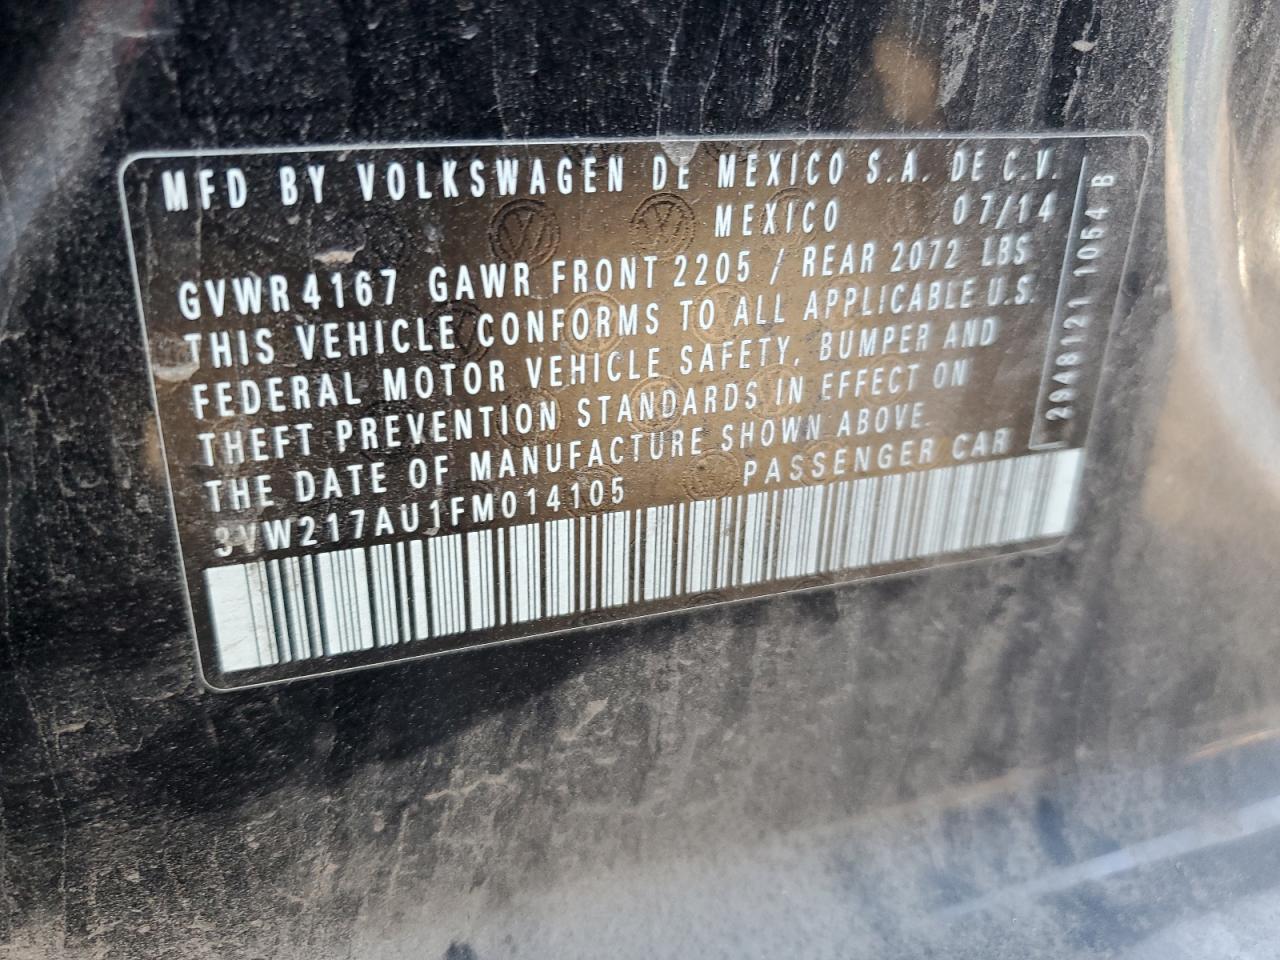 MFD BY VOLKSWAGEN DE MEXICO S.A. DE C.V.
MEXICO 07/14
GVWR 4167 GAWR FRONT 2205 / REAR 2072 LBS
THIS VEHICLE CONFORMS TO ALL APPLICABLE U.S.
FEDERAL MOTOR VEHICLE SAFETY, BUMPER AND
THEFT PREVENTION STANDARDS IN EFFECT ON
THE DATE OF MANUFACTURE SHOWN ABOVE.
3VW217AU1FM014105 PASSENGER CAR
2948121 1054 B